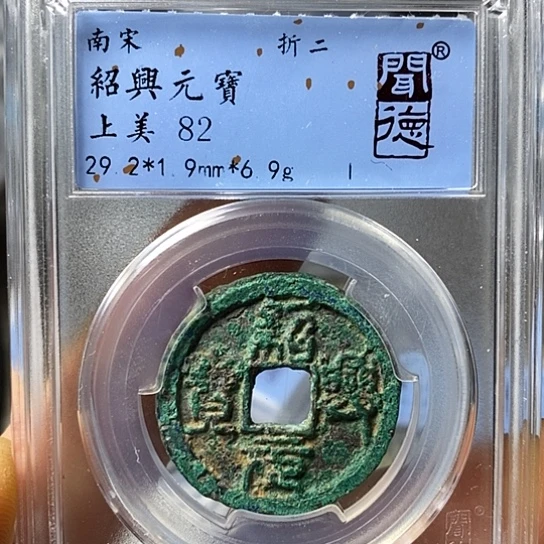 南宋 折二
紹興元寶
上美 82
29.2*1.9mm*6.9g
聞德®
紹興元寶